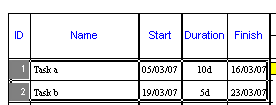 ID Name Start Duration Finish
1 Task a 05/03/07 10d 16/03/07
2 Task b 19/03/07 5d 23/03/07